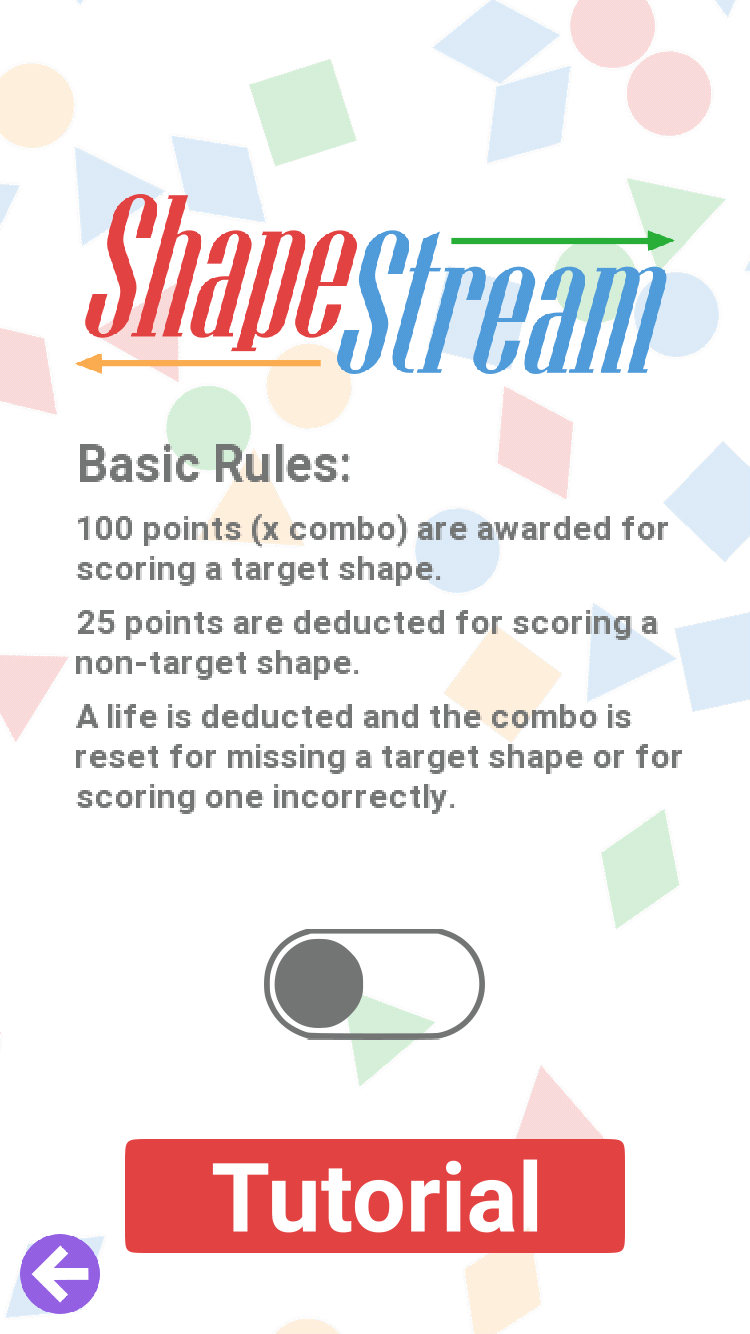 ShapeStream
Basic Rules:
100 points (x combo) are awarded for
scoring a target shape.
25 points are deducted for scoring a
non-target shape.
A life is deducted and the combo is
reset for missing a target shape or for
scoring one incorrectly.
Tutorial